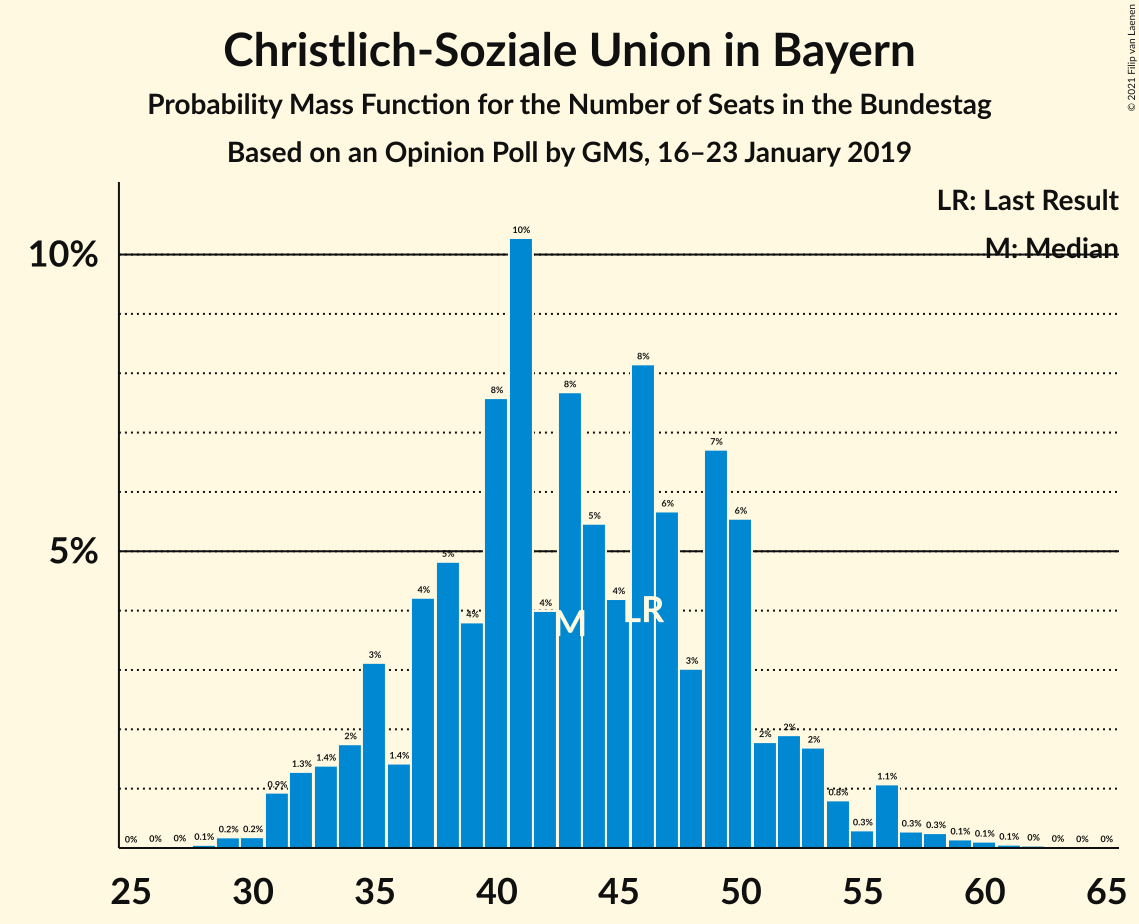 Christlich-Soziale Union in Bayern
Probability Mass Function for the Number of Seats in the Bundestag
Based on an Opinion Poll by GMS, 16–23 January 2019
© 2021 Filip van Laenen
LR: Last Result
M: Median
10%
5%
0% 0% 0% 0.1% 0.2% 0.2% 0.9% 1.3% 1.4% 2% 3% 1.4% 4% 5% 4% 8% 10% 4% 8% 5% 4% 8% 6% 3% 7% 6% 2% 2% 2% 0.8% 0.3% 1.1% 0.3% 0.3% 0.1% 0.1% 0.1% 0% 0% 0% 0%
M LR
25 30 35 40 45 50 55 60 65